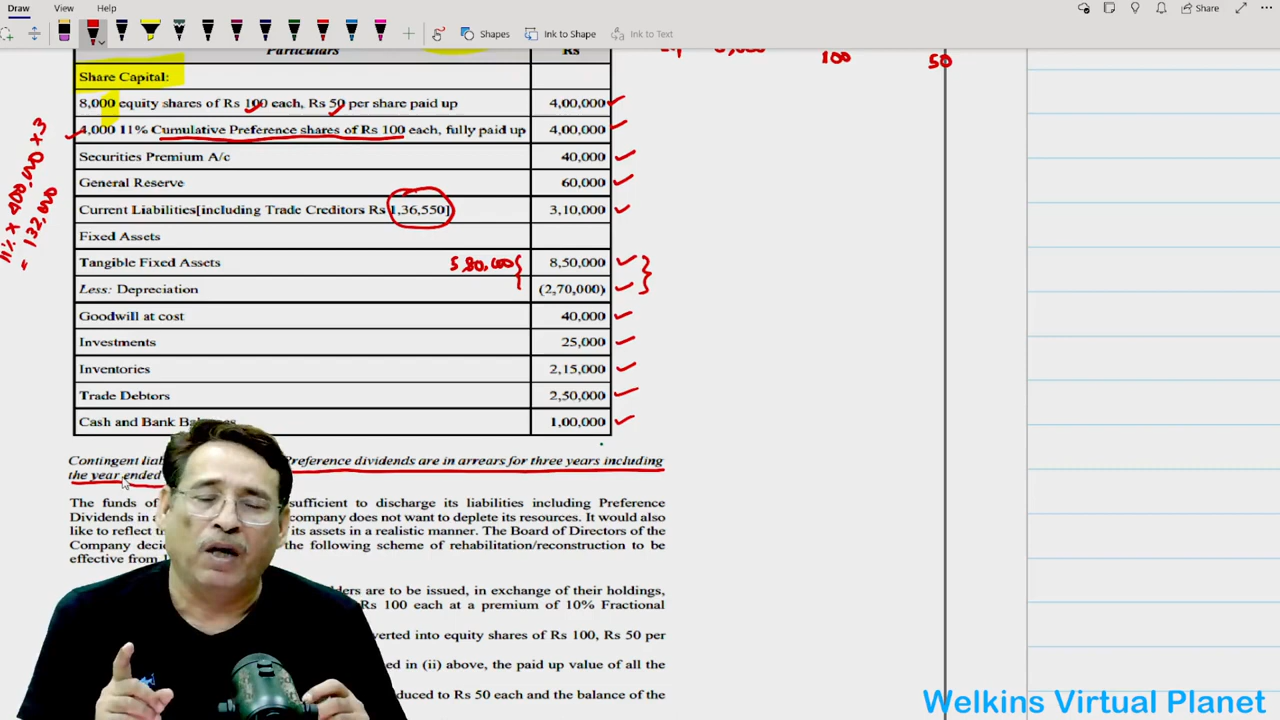 Draw View Help
Share
Shapes Ink to Shape Ink to Text
Particulars Rs
100 50
Share Capital:
8,000 equity shares of Rs 100 each, Rs 50 per share paid up 4,00,000
4,000 11% Cumulative Preference shares of Rs 100 each, fully paid up 4,00,000
Securities Premium A/c 40,000
General Reserve 60,000
Current Liabilities[including Trade Creditors Rs 1,36,550] 3,10,000
Fixed Assets
Tangible Fixed Assets 580,000 8,50,000
Less: Depreciation (2,70,000)
Goodwill at cost 40,000
Investments 25,000
Inventories 2,15,000
Trade Debtors 2,50,000
Cash and Bank 1,00,000
11% × 400,000 × 3
= 132,000
Contingent Preference dividends are in arrears for three years including
the year ended
The funds of sufficient to discharge its liabilities including Preference
Dividends in company does not want to deplete its resources. It would also
like to reflect its assets in a realistic manner. The Board of Directors of the
Company the following scheme of rehabilitation/reconstruction to be
effective from
are to be issued, in exchange of their holdings,
Rs 100 each at a premium of 10% Fractional
into equity shares of Rs 100, Rs 50 per
in (ii) above, the paid up value of all the
to Rs 50 each and the balance of the
Welkins Virtual Planet